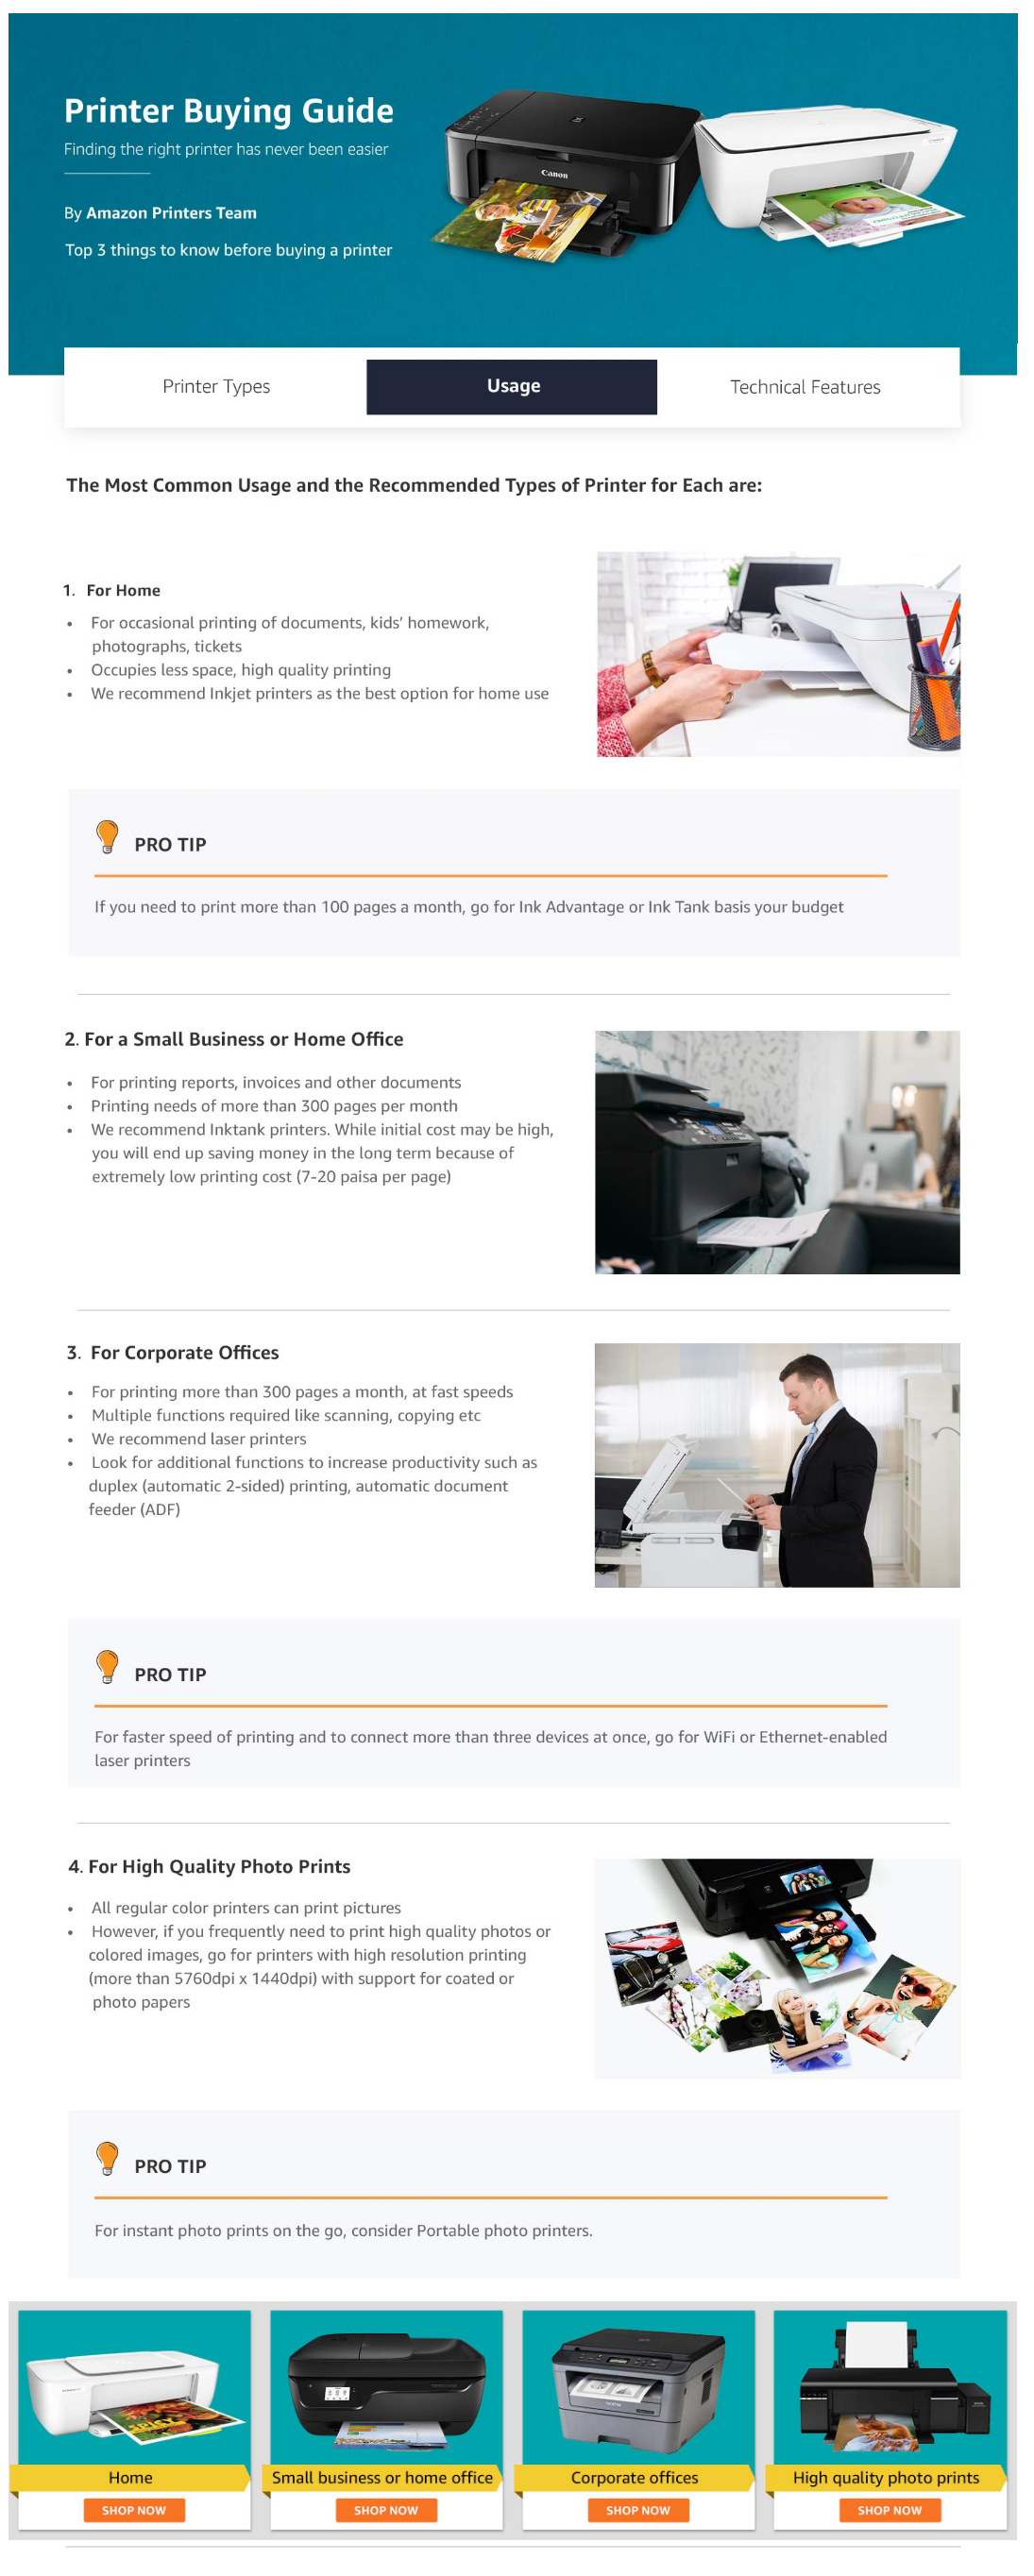 Printer Buying Guide
Finding the right printer has never been easier
By Amazon Printers Team
Top 3 things to know before buying a printer
Canon
Printer Types
Usage
Technical Features
The Most Common Usage and the Recommended Types of Printer for Each are:
1. For Home
• For occasional printing of documents, kids' homework,
photographs, tickets
• Occupies less space, high quality printing
• We recommend Inkjet printers as the best option for home use
PRO TIP
If you need to print more than 100 pages a month, go for Ink Advantage or Ink Tank basis your budget
2. For a Small Business or Home Office
• For printing reports, invoices and other documents
• Printing needs of more than 300 pages per month
• We recommend Inktank printers. While initial cost may be high,
you will end up saving money in the long term because of
extremely low printing cost (7-20 paisa per page)
3. For Corporate Offices
• For printing more than 300 pages a month, at fast speeds
• Multiple functions required like scanning, copying etc
• We recommend laser printers
• Look for additional functions to increase productivity such as
duplex (automatic 2-sided) printing, automatic document
feeder (ADF)
PRO TIP
For faster speed of printing and to connect more than three devices at once, go for WiFi or Ethernet-enabled
laser printers
4. For High Quality Photo Prints
• All regular color printers can print pictures
• However, if you frequently need to print high quality photos or
colored images, go for printers with high resolution printing
(more than 5760dpi x 1440dpi) with support for coated or
photo papers
PRO TIP
For instant photo prints on the go, consider Portable photo printers.
Home
Small business or home office
Corporate offices
High quality photo prints
SHOP NOW
SHOP NOW
SHOP NOW
SHOP NOW